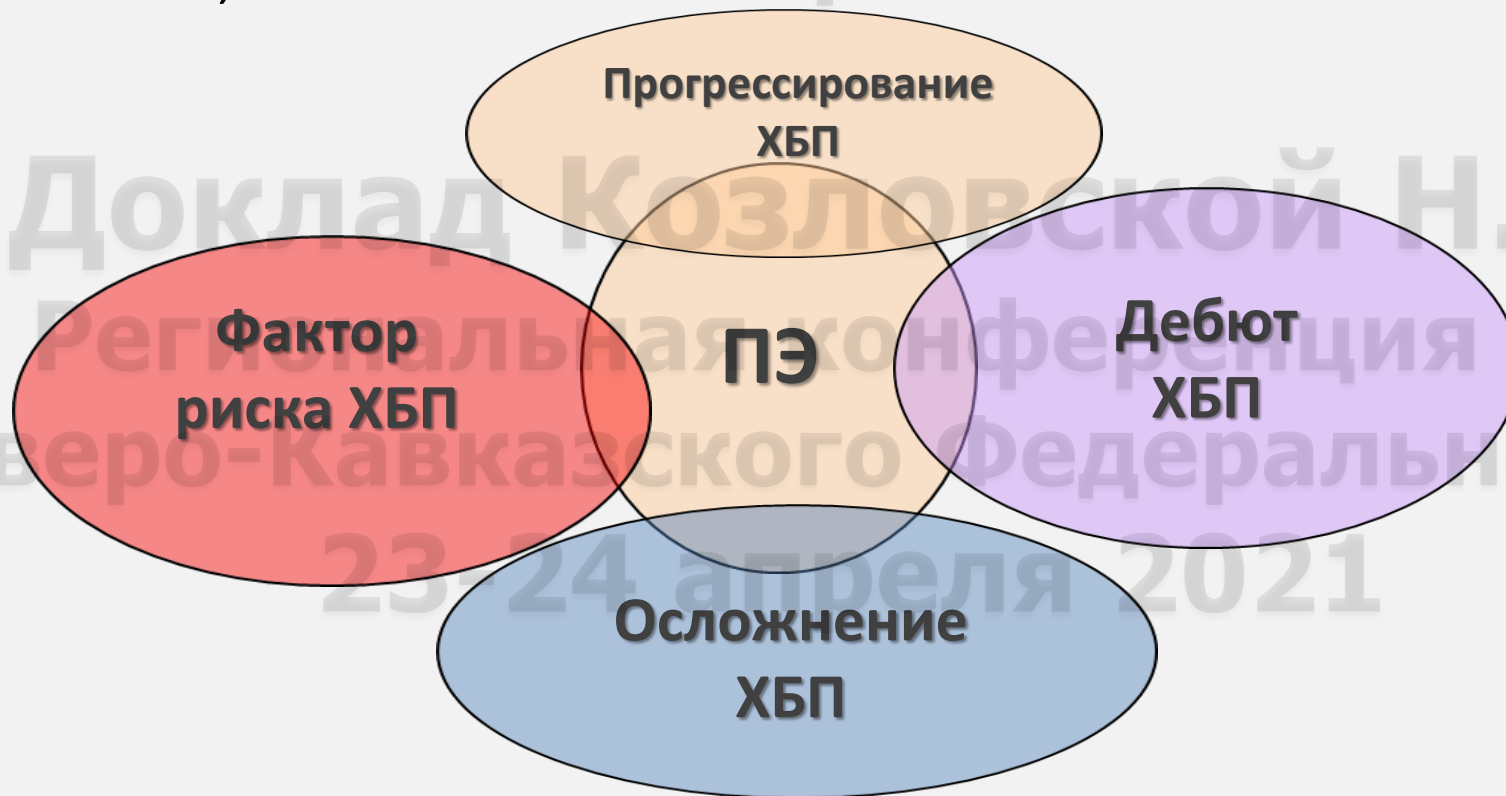 Прогрессирование
ХБП
Доклад Козловской Н.
Фактор
риска ХБП
ПЭ
Дебют
ХБП
Региональная конференция
веро-Кавказского Федеральн
23-24 апреля 2021
Осложнение
ХБП